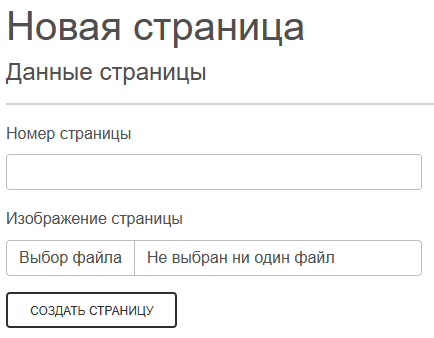 Новая страница
Данные страницы
Номер страницы
Изображение страницы
Выбор файла Не выбран ни один файл
СОЗДАТЬ СТРАНИЦУ